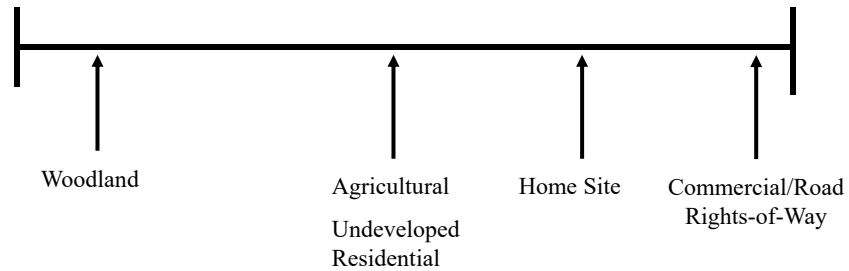 Woodland
Agricultural
Undeveloped
Residential
Home Site
Commercial/Road
Rights-of-Way